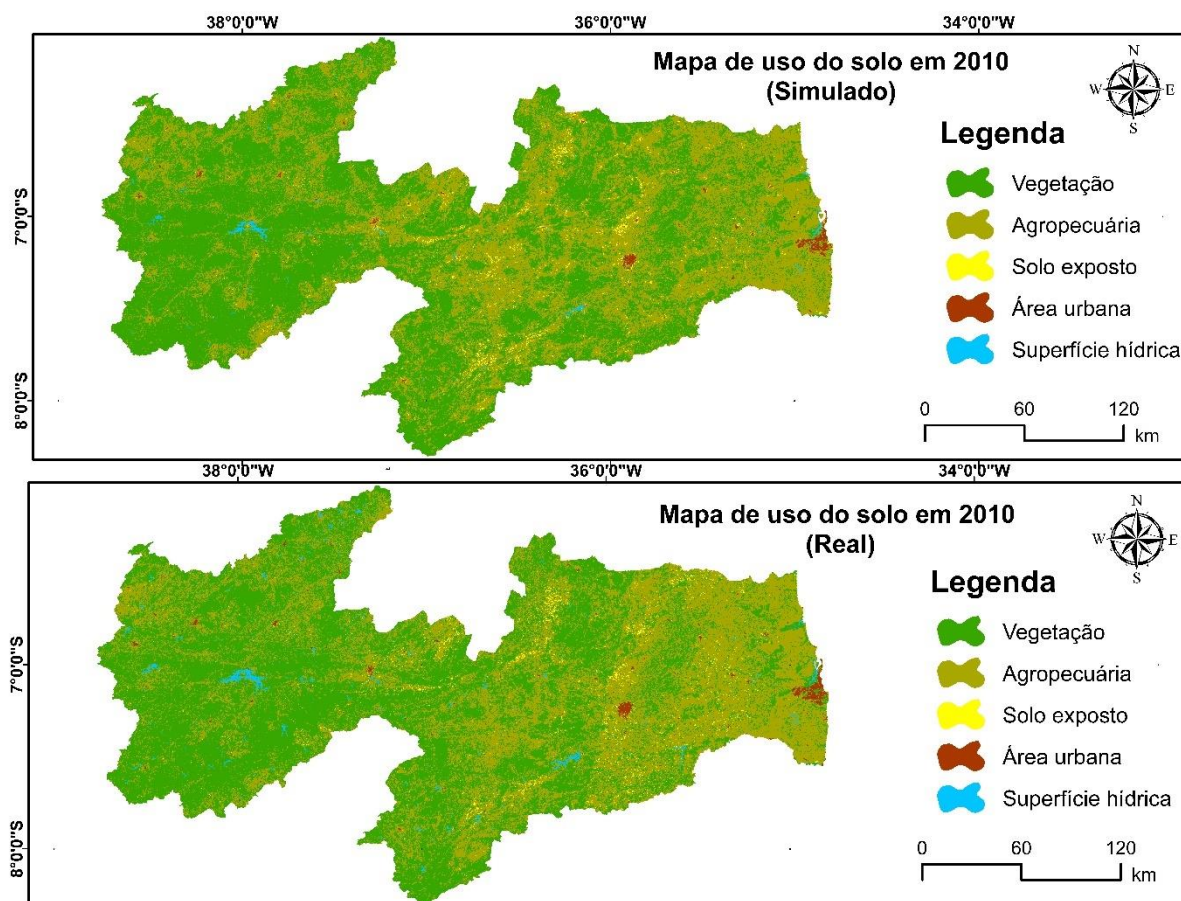 38°0'0"W 36°0'0"W 34°0'0"W
Mapa de uso do solo em 2010
(Simulado)
N
W E
S
Legenda
Vegetação
Agropecuária
Solo exposto
Área urbana
Superfície hídrica
7°0'0"S
8°0'0"S
0 60 120
km
38°0'0"W 36°0'0"W 34°0'0"W
Mapa de uso do solo em 2010
(Real)
N
W E
S
Legenda
Vegetação
Agropecuária
Solo exposto
Área urbana
Superfície hídrica
7°0'0"S
8°0'0"S
0 60 120
km